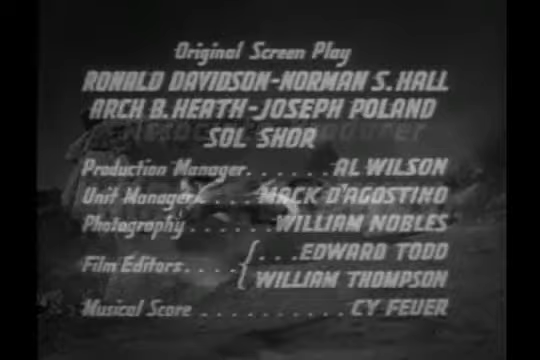 Original Screen Play
RONALD DAVIDSON-NORMAN S. HALL
ARCH B. HEATH-JOSEPH POLAND
SOL SHOR
Production Manager......AL WILSON
Unit Manager......MACK D'AGOSTINO
Photography......WILLIAM NOBLES
Film Editors....{...EDWARD TODD
WILLIAM THOMPSON
Musical Score..........CY FEUER